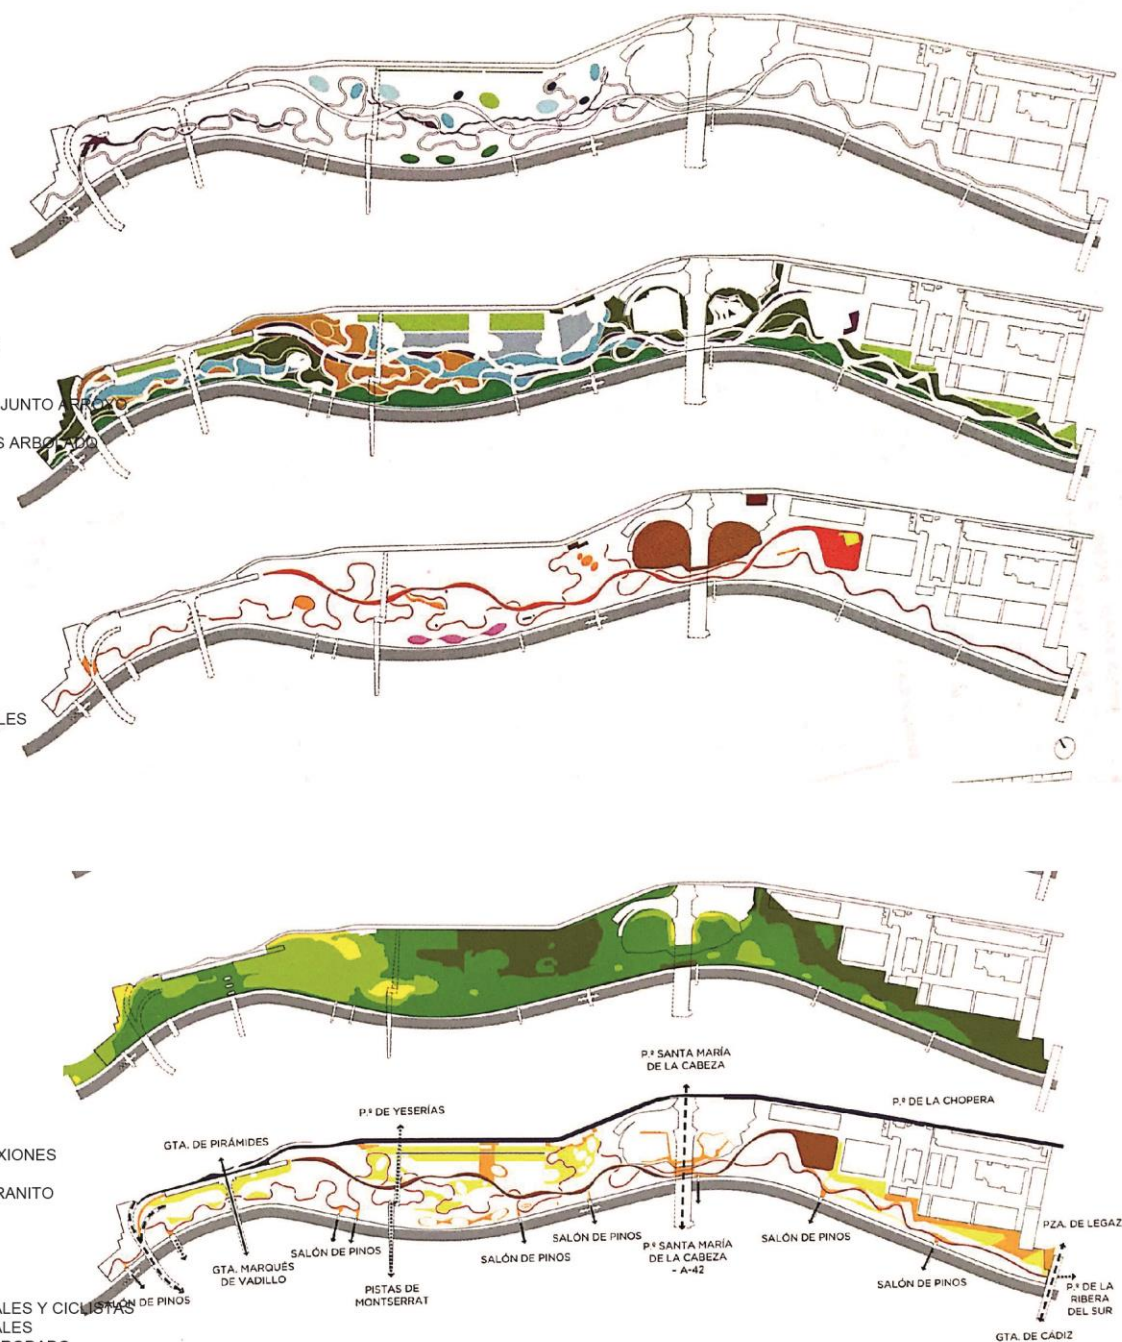 JUNTO ARROYO
S ARBOLADO
LES
P.º SANTA MARÍA
DE LA CABEZA
P.º DE YESERÍAS
P.º DE LA CHOPERA
GTA. DE PIRÁMIDES
XIONES
RANITO
PZA. DE LEGAZ
SALÓN DE PINOS
SALÓN DE PINOS
SALÓN DE PINOS
P.º SANTA MARÍA
DE LA CABEZA
- A-42
SALÓN DE PINOS
GTA. MARQUÉS
DE VADILLO
SALÓN DE PINOS
PISTAS DE
MONTSERRAT
P.º DE LA
RIBERA
DEL SUR
SALÓN DE PINOS
ALES Y CICLISTAS
ALES
GTA. DE CÁDIZ